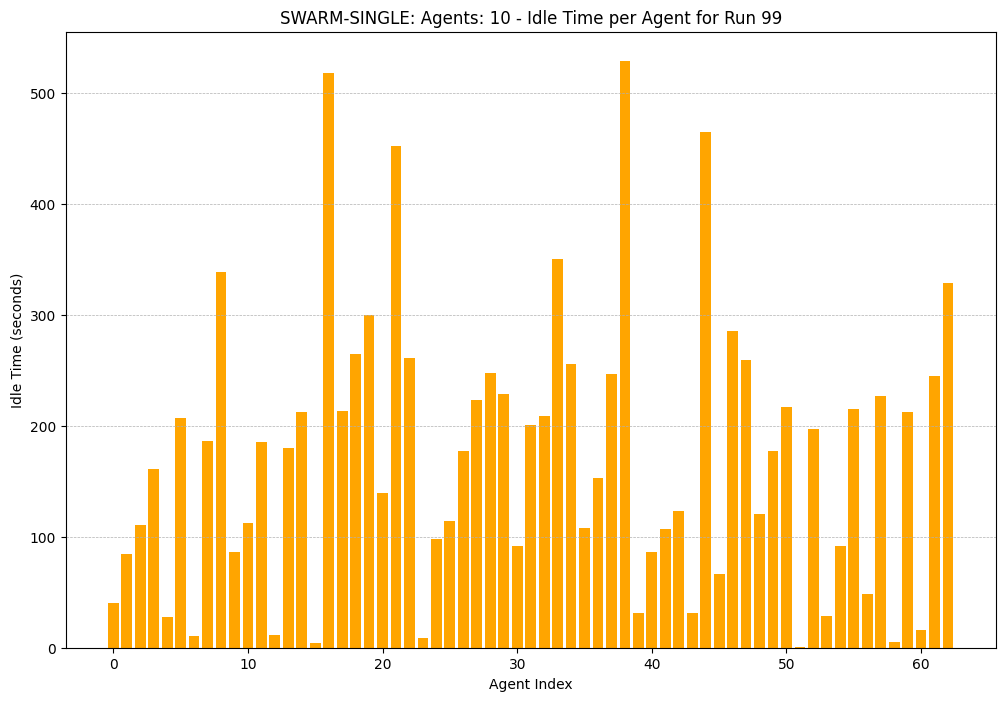 SWARM-SINGLE: Agents: 10 - Idle Time per Agent for Run 99
Idle Time (seconds)
500
400
300
200
100
0
0 10 20 30 40 50 60
Agent Index